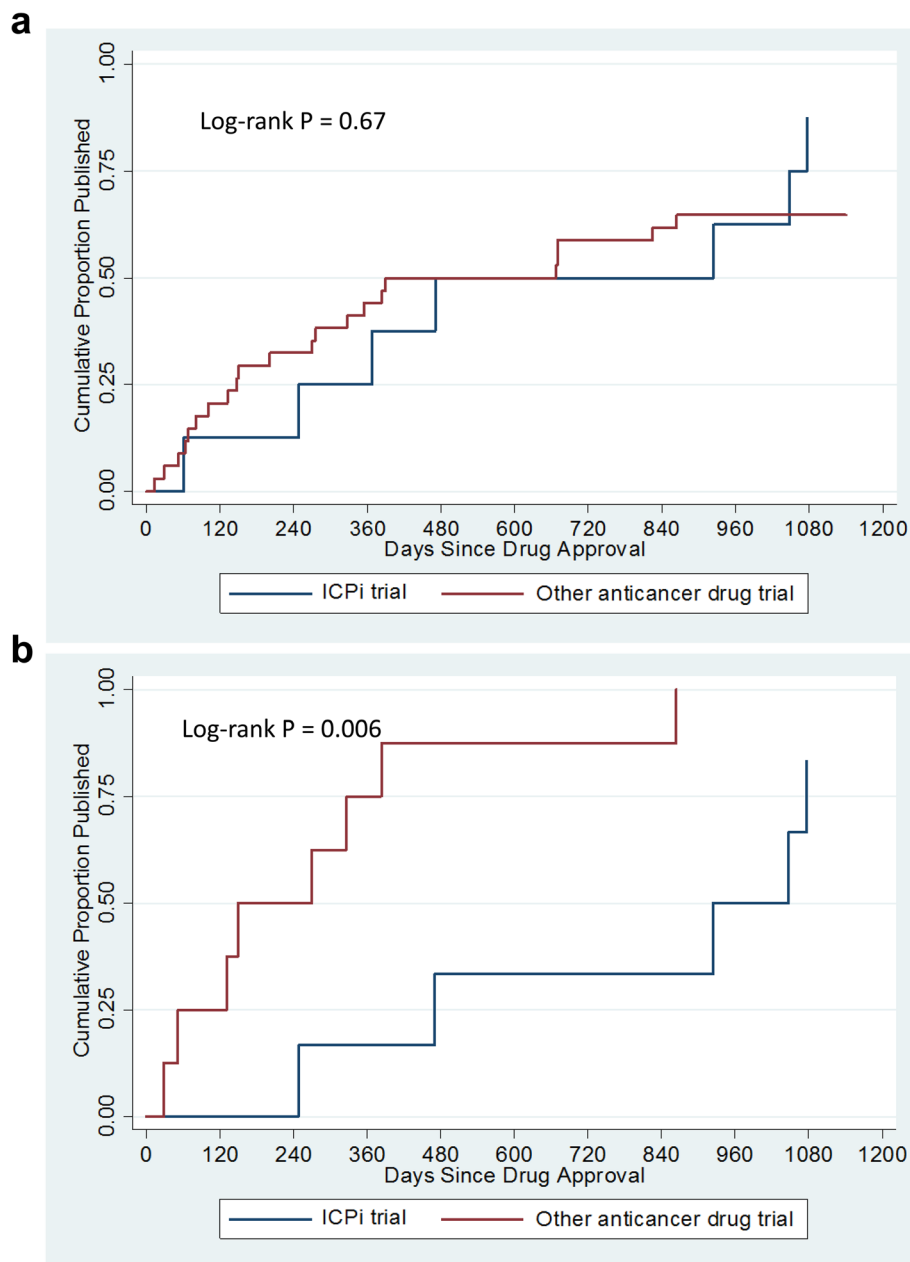 a
Cumulative Proportion Published
1.00
0.75
0.50
0.25
0.00
Log-rank P = 0.67
0 120 240 360 480 600 720 840 960 1080 1200
Days Since Drug Approval
ICPi trial Other anticancer drug trial
b
Cumulative Proportion Published
1.00
0.75
0.50
0.25
0.00
Log-rank P = 0.006
0 120 240 360 480 600 720 840 960 1080 1200
Days Since Drug Approval
ICPi trial Other anticancer drug trial